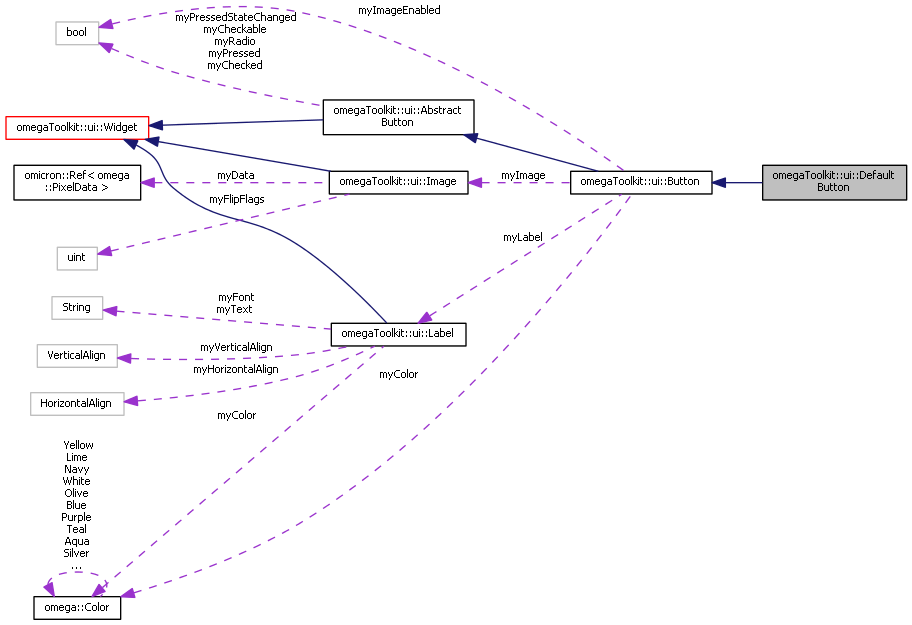 myImageEnabled
bool
myPressedStateChanged
myCheckable
myRadio
myPressed
myChecked
omegaToolkit::ui::Abstract
Button
omegaToolkit::ui::Widget
omicron::Ref< omega
::PixelData >
myData
omegaToolkit::ui::Image
myImage
omegaToolkit::ui::Button
omegaToolkit::ui::Default
Button
myFlipFlags
uint
myLabel
String
myFont
myText
omegaToolkit::ui::Label
VerticalAlign
myVerticalAlign
myHorizontalAlign
myColor
HorizontalAlign
myColor
Yellow
Lime
Navy
White
Olive
Blue
Purple
Teal
Aqua
Silver
...
omega::Color